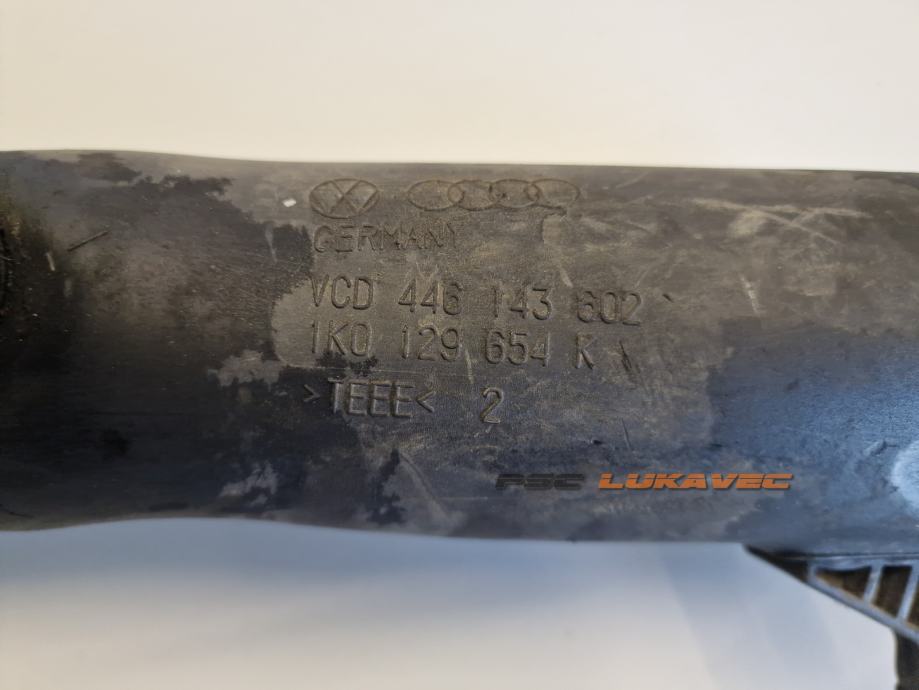 GERMANY
VCD 446 143 602
1K0 129 654 K
>TEEE< 2
PSC LUKAVEC